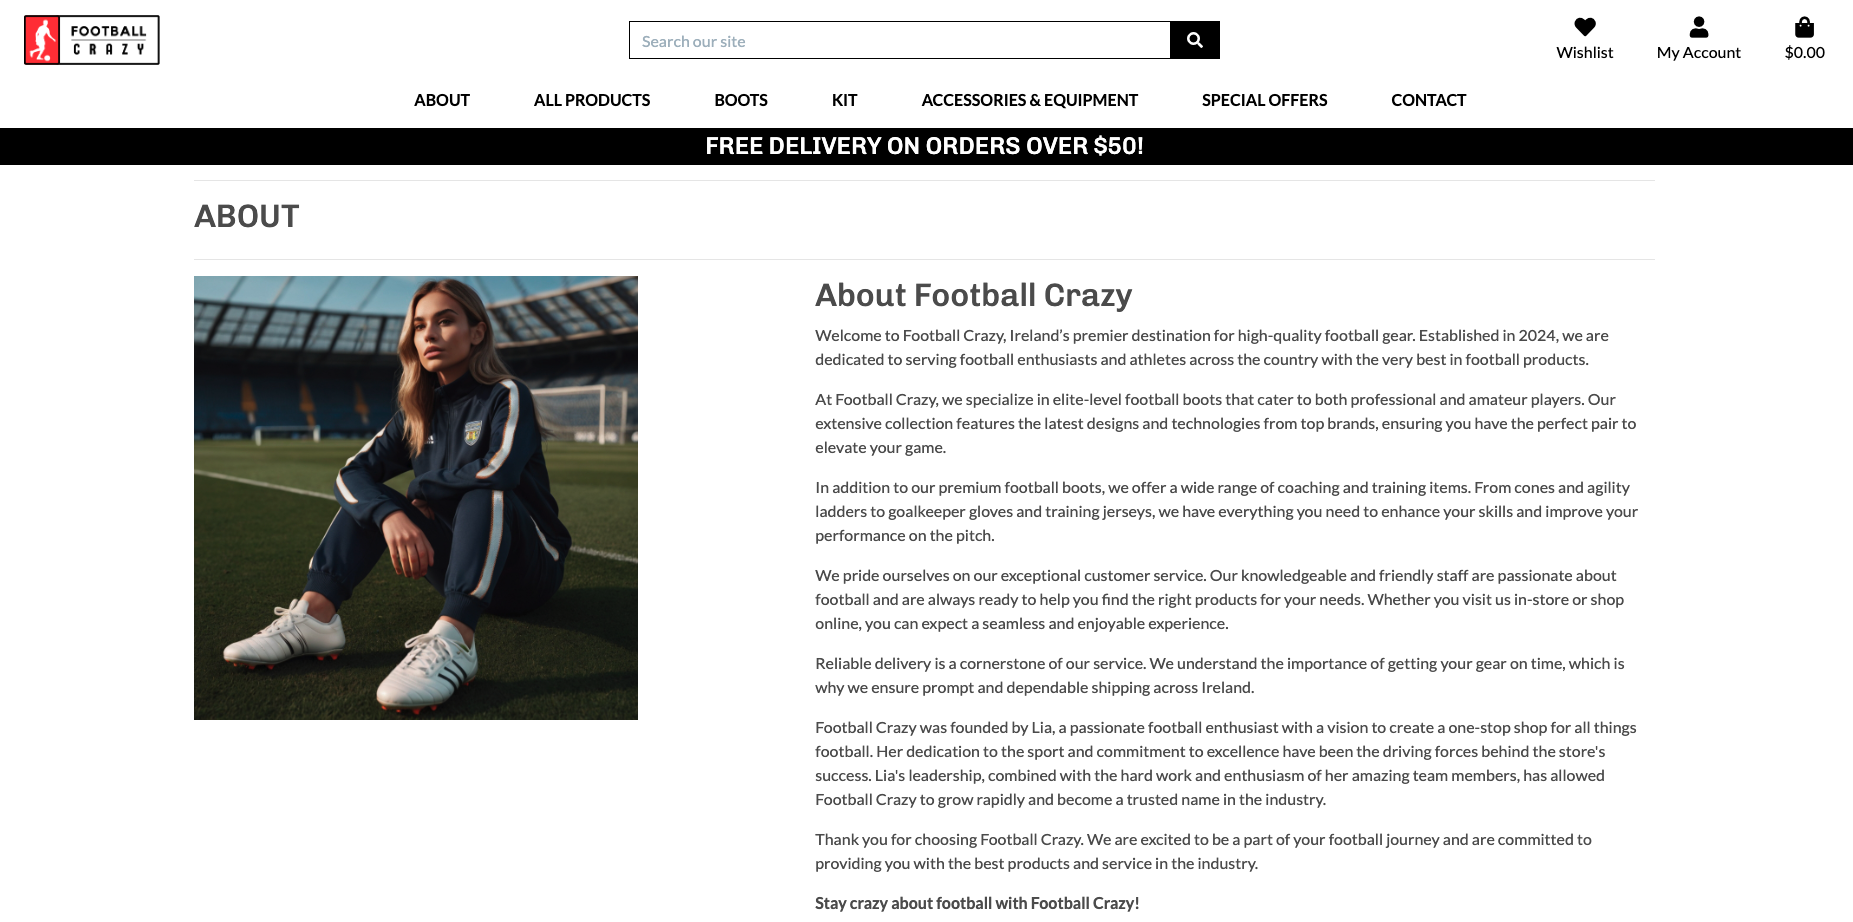 FOOTBALL
CRAZY
Search our site
Wishlist
My Account
$0.00
ABOUT
ALL PRODUCTS
BOOTS
KIT
ACCESSORIES & EQUIPMENT
SPECIAL OFFERS
CONTACT
FREE DELIVERY ON ORDERS OVER $50!
ABOUT
About Football Crazy
Welcome to Football Crazy, Ireland’s premier destination for high-quality football gear. Established in 2024, we are
dedicated to serving football enthusiasts and athletes across the country with the very best in football products.
At Football Crazy, we specialize in elite-level football boots that cater to both professional and amateur players. Our
extensive collection features the latest designs and technologies from top brands, ensuring you have the perfect pair to
elevate your game.
In addition to our premium football boots, we offer a wide range of coaching and training items. From cones and agility
ladders to goalkeeper gloves and training jerseys, we have everything you need to enhance your skills and improve your
performance on the pitch.
We pride ourselves on our exceptional customer service. Our knowledgeable and friendly staff are passionate about
football and are always ready to help you find the right products for your needs. Whether you visit us in-store or shop
online, you can expect a seamless and enjoyable experience.
Reliable delivery is a cornerstone of our service. We understand the importance of getting your gear on time, which is
why we ensure prompt and dependable shipping across Ireland.
Football Crazy was founded by Lia, a passionate football enthusiast with a vision to create a one-stop shop for all things
football. Her dedication to the sport and commitment to excellence have been the driving forces behind the store's
success. Lia's leadership, combined with the hard work and enthusiasm of her amazing team members, has allowed
Football Crazy to grow rapidly and become a trusted name in the industry.
Thank you for choosing Football Crazy. We are excited to be a part of your football journey and are committed to
providing you with the best products and service in the industry.
Stay crazy about football with Football Crazy!